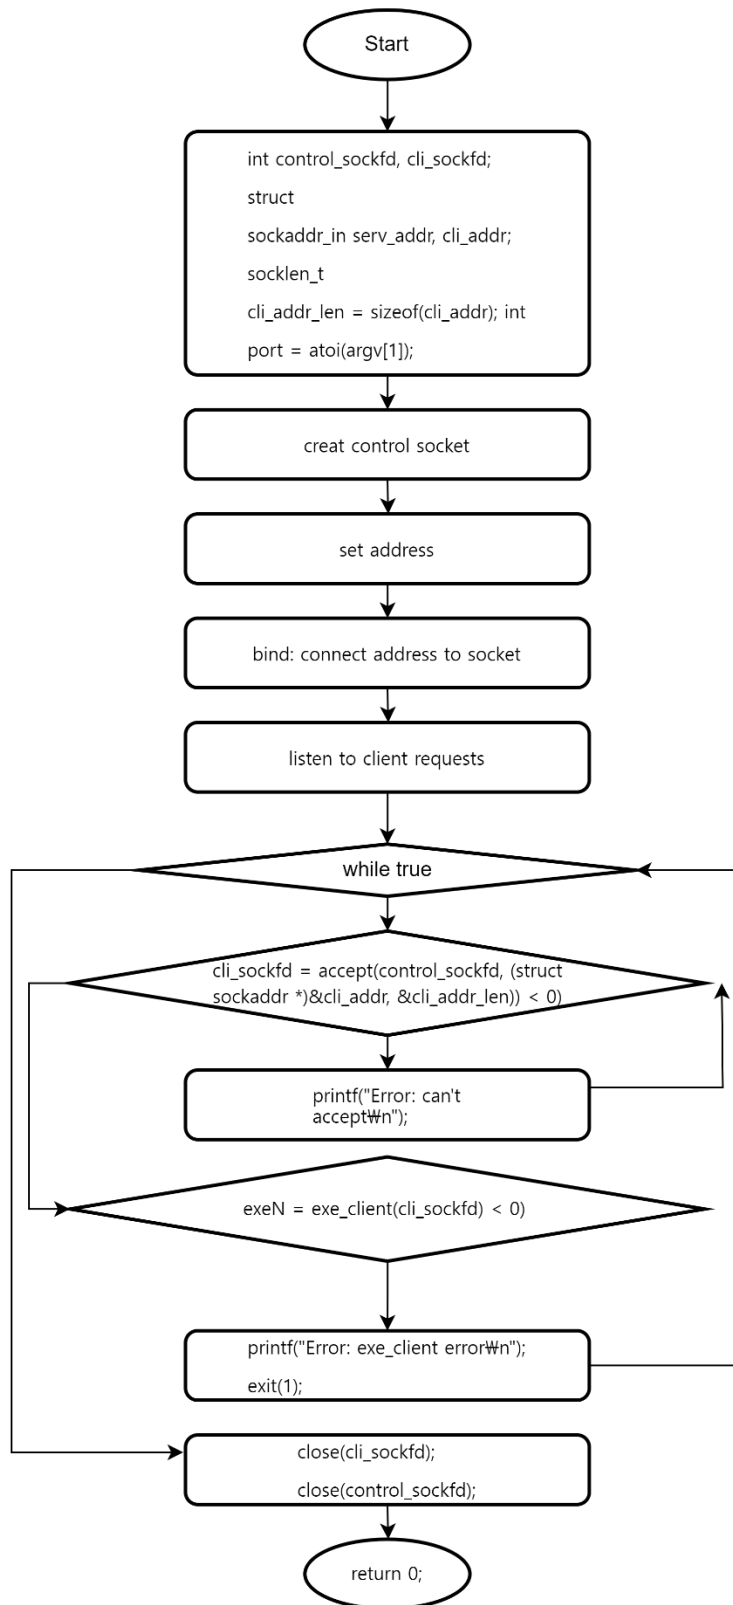 Start
int control_sockfd, cli_sockfd;
struct
sockaddr_in serv_addr, cli_addr;
socklen_t
cli_addr_len = sizeof(cli_addr); int
port = atoi(argv[1]);
creat control socket
set address
bind: connect address to socket
listen to client requests
while true
cli_sockfd = accept(control_sockfd, (struct
sockaddr *)&cli_addr, &cli_addr_len)) < 0)
printf("Error: can't
accept₩n");
exeN = exe_client(cli_sockfd) < 0)
printf("Error: exe_client error₩n");
exit(1);
close(cli_sockfd);
close(control_sockfd);
return 0;